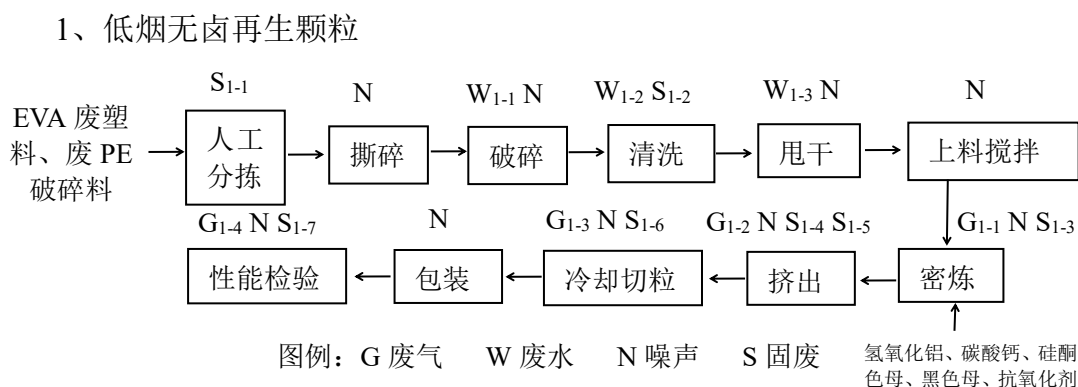 1、低烟无卤再生颗粒
S₁₋₁
N
W₁₋₁ N
W₁₋₂ S₁₋₂
W₁₋₃ N
N
EVA 废塑
料、废 PE
破碎料
人工
分拣
撕碎
破碎
清洗
甩干
上料搅拌
G₁₋₄ N S₁₋₇
N
G₁₋₃ N S₁₋₆
G₁₋₂ N S₁₋₄ S₁₋₅
G₁₋₁ N S₁₋₃
性能检验
包装
冷却切粒
挤出
密炼
图例：G 废气 W 废水 N 噪声 S 固废
氢氧化铝、碳酸钙、硅酮
色母、黑色母、抗氧化剂